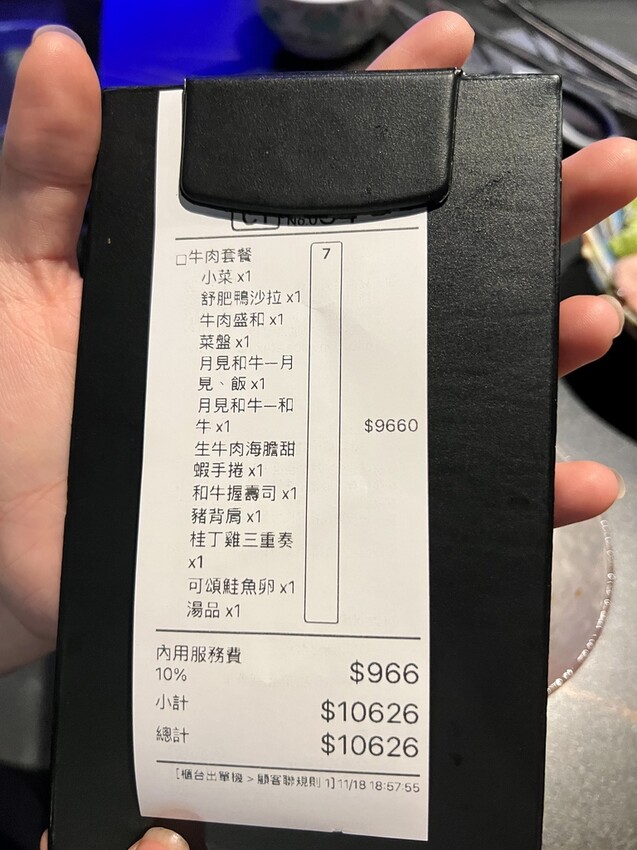 □牛肉套餐 7
小菜 x1
舒肥鴨沙拉 x1
牛肉盛和 x1
菜盤 x1
月見和牛—月
見、飯 x1
月見和牛—和
牛 x1 $9660
生牛肉海膽甜
蝦手捲 x1
和牛握壽司 x1
豬背肩 x1
桂丁雞三重奏
x1
可頌鮭魚卵 x1
湯品 x1
內用服務費
10% $966
小計 $10626
總計 $10626
[櫃台出單機 > 顧客聯規則 1] 11/18 18:57:55